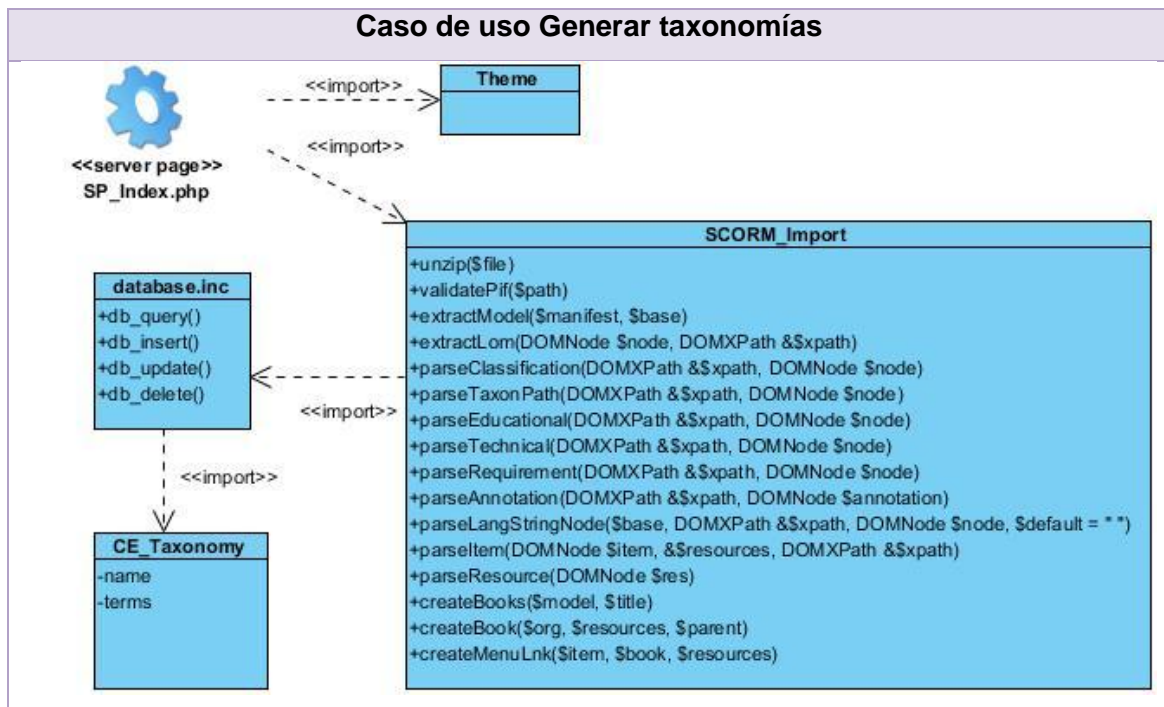 Caso de uso Generar taxonomías
<<import>>
Theme
<<import>>
<<server page>>
SP_Index.php
SCORM_Import
+unzip($file)
+validatePif($path)
+extractModel($manifest, $base)
+extractLom(DOMNode $node, DOMXPath &$xpath)
+parseClassification(DOMXPath &$xpath, DOMNode $node)
+parseTaxonPath(DOMXPath &$xpath, DOMNode $node)
+parseEducational(DOMXPath &$xpath, DOMNode $node)
+parseTechnical(DOMXPath &$xpath, DOMNode $node)
+parseRequirement(DOMXPath &$xpath, DOMNode $node)
+parseAnnotation(DOMXPath &$xpath, DOMNode $annotation)
+parseLangStringNode($base, DOMXPath &$xpath, DOMNode $node, $default = " ")
+parseItem(DOMNode $item, &$resources, DOMXPath &$xpath)
+parseResource(DOMNode $res)
+createBooks($model, $title)
+createBook($org, $resources, $parent)
+createMenuLnk($item, $book, $resources)
database.inc
+db_query()
+db_insert()
+db_update()
+db_delete()
<<import>>
<<import>>
CE_Taxonomy
-name
-terms